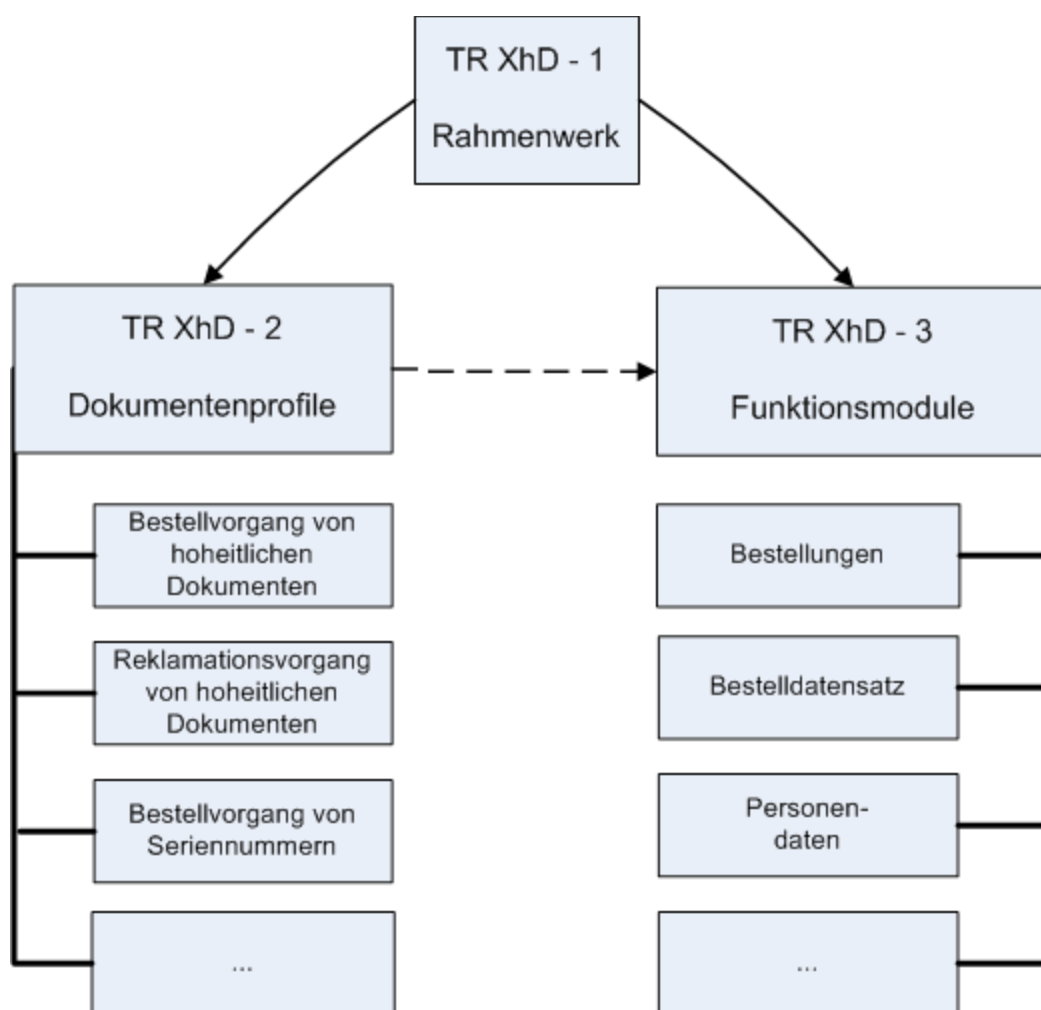 TR XhD - 1
Rahmenwerk
TR XhD - 2
Dokumentenprofile
TR XhD - 3
Funktionsmodule
Bestellvorgang von
hoheitlichen
Dokumenten
Reklamationsvorgang
von hoheitlichen
Dokumenten
Bestellvorgang von
Seriennummern
...
Bestellungen
Bestelldatensatz
Personen-
daten
...